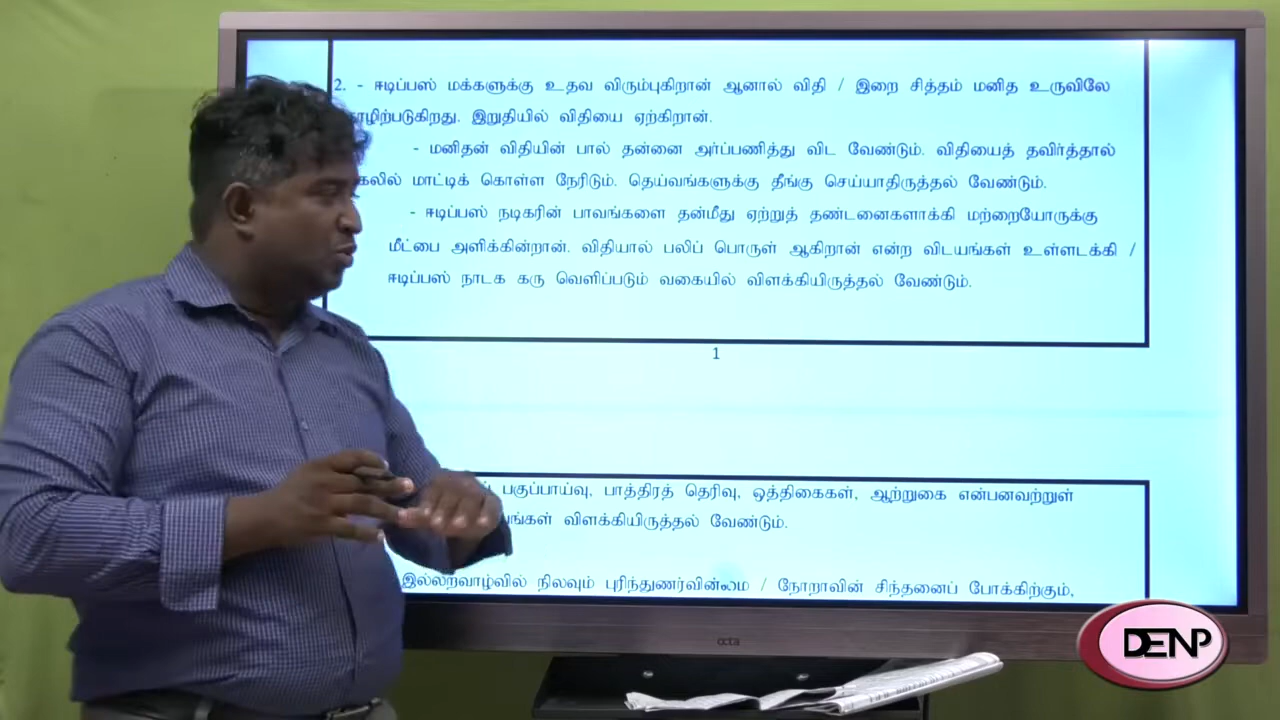 2. - ஈடிப்பஸ் மக்களுக்கு உதவ விரும்புகிறான் ஆனால் விதி / இறை சித்தம் மனித உருவிலே
தாழிற்படுகிறது. இறுதியில் விதியை ஏற்கிறான்.
- மனிதன் விதியின் பால் தன்னை அர்ப்பணித்து விட வேண்டும். விதியைத் தவிர்த்தால்
கலில் மாட்டிக் கொள்ள நேரிடும். தெய்வங்களுக்கு தீங்கு செய்யாதிருத்தல் வேண்டும்.
- ஈடிப்பஸ் நடிகரின் பாவங்களை தன்மீது ஏற்றுத் தண்டனைகளாக்கி மற்றையோருக்கு
மீட்பை அளிக்கின்றான். விதியால் பலிப் பொருள் ஆகிறான் என்ற விடயங்கள் உள்ளடக்கி /
ஈடிப்பஸ் நாடக கரு வெளிப்படும் வகையில் விளக்கியிருத்தல் வேண்டும்.
1
பகுப்பாய்வு, பாத்திரத் தெரிவு, ஒத்திகைகள், ஆற்றுகை என்பனவற்றுள்
விளக்கியிருத்தல் வேண்டும்.
இல்லறவாழ்வில் நிலவும் புரிந்துணர்வின்மை / நோறாவின் சிந்தனைப் போக்கிற்கும்,
octa
DENP